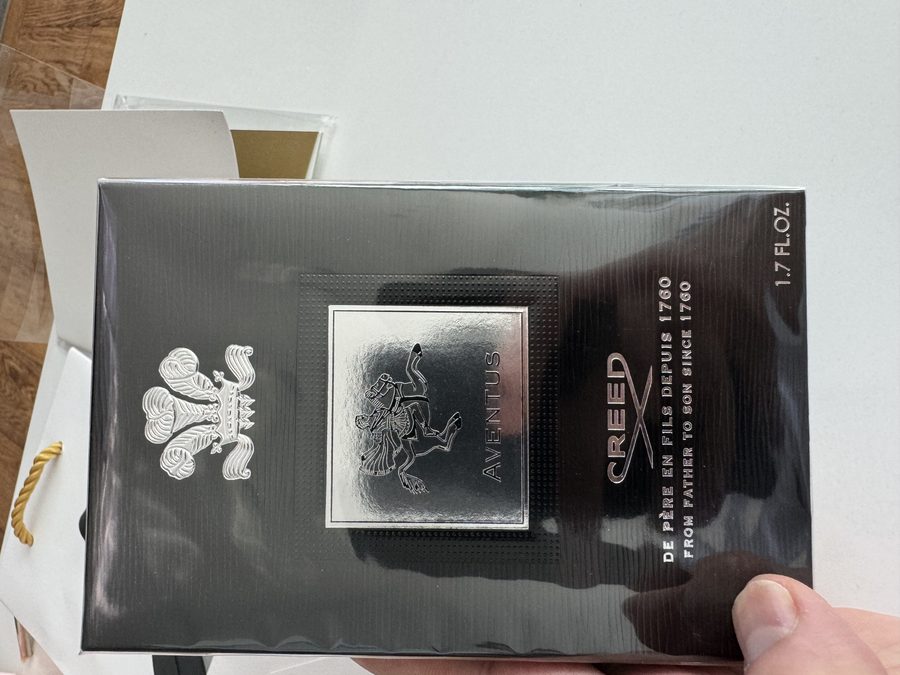 AVENTUS
CREED
DE PÈRE EN FILS DEPUIS 1760
FROM FATHER TO SON SINCE 1760
1.7 FL.OZ.